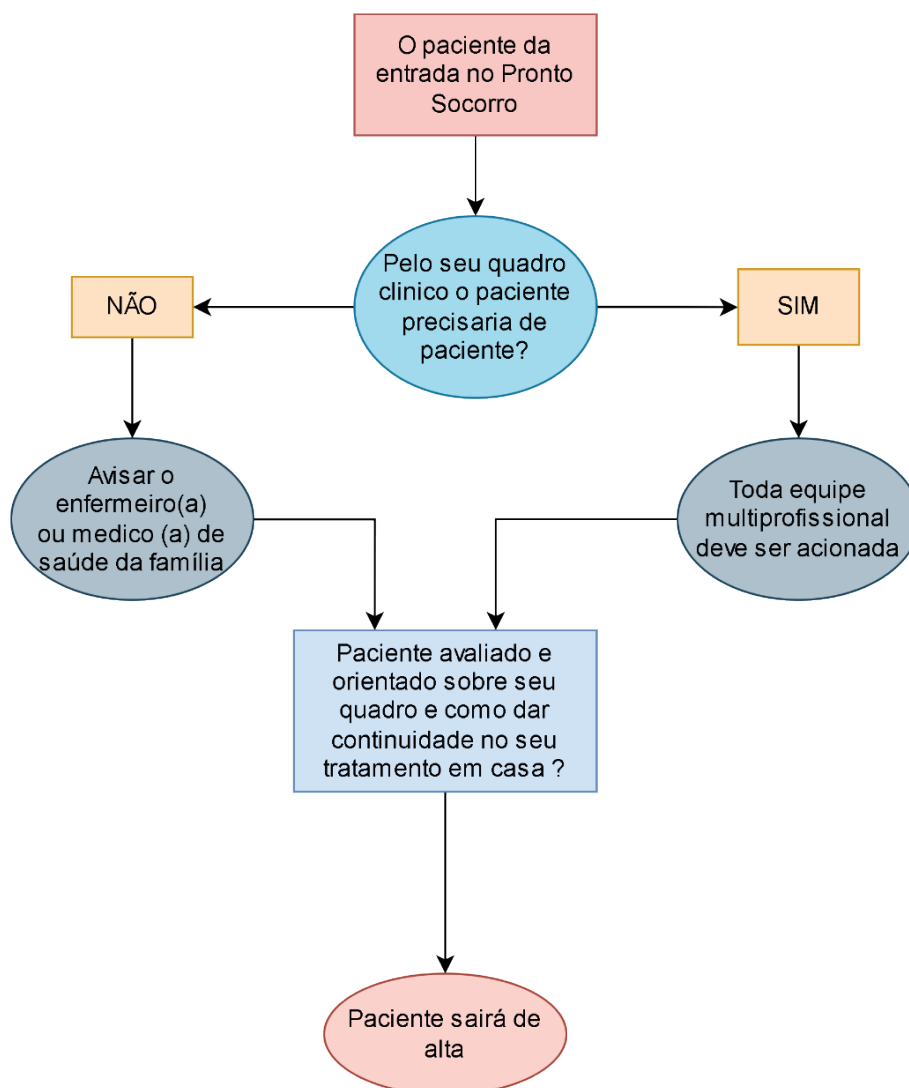 O paciente da
entrada no Pronto
Socorro
Pelo seu quadro
clinico o paciente
precisaria de
paciente?
NÃO
SIM
Avisar o
enfermeiro(a)
ou medico (a) de
saúde da família
Toda equipe
multiprofissional
deve ser acionada
Paciente avaliado e
orientado sobre seu
quadro e como dar
continuidade no seu
tratamento em casa ?
Paciente sairá de
alta